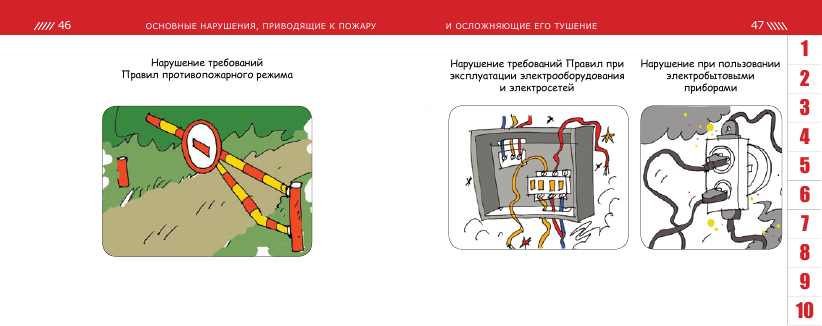 46
ОСНОВНЫЕ НАРУШЕНИЯ, ПРИВОДЯЩИЕ К ПОЖАРУ
И ОСЛОЖНЯЮЩИЕ ЕГО ТУШЕНИЕ
47
Нарушение требований
Правил противопожарного режима
Нарушение требований Правил при
эксплуатации электрооборудования
и электросетей
Нарушение при пользовании
электробытовыми
приборами
1
2
3
4
5
6
7
8
9
10